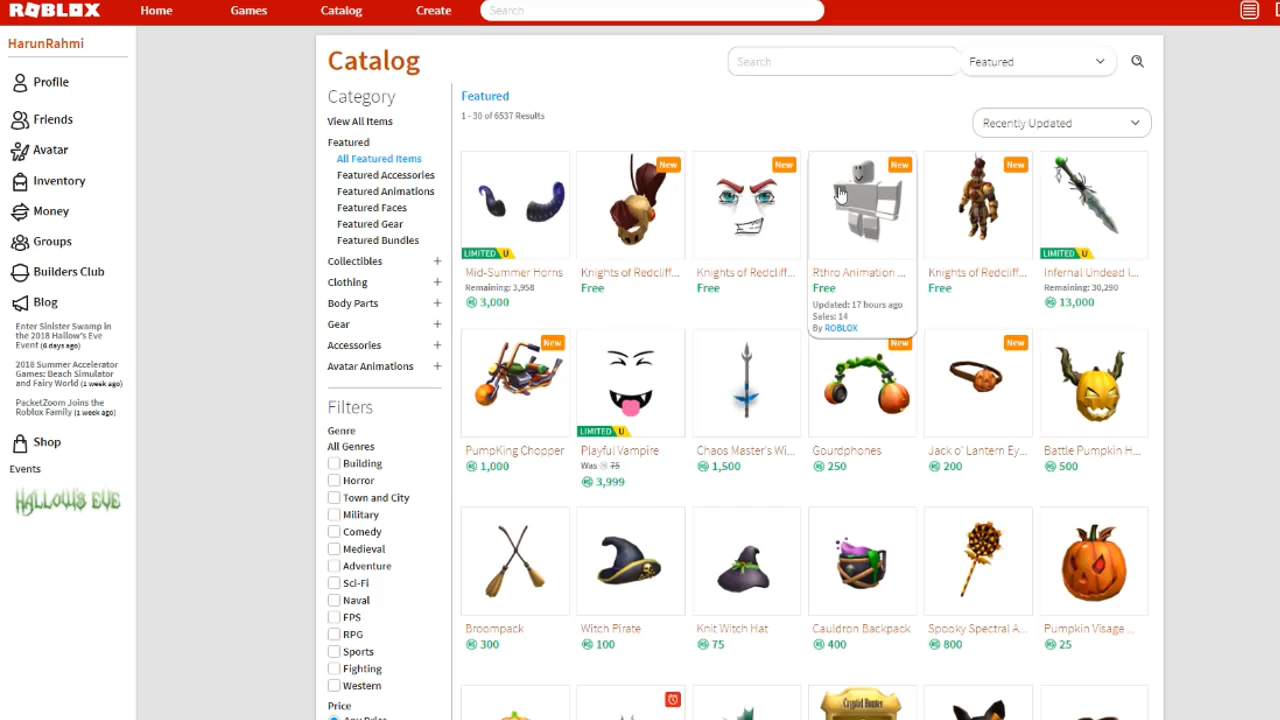 ROBLOX
Home
Games
Catalog
Create
Search
HarunRahmi
Profile
Friends
Avatar
Inventory
Money
Groups
Builders Club
Blog
Enter Sinister Swamp in
the 2018 Hallow's Eve
Event (6 days ago)
2018 Summer Accelerator
Games: Beach Simulator
and Fairy World (1 week ago)
PacketZoom Joins the
Roblox Family (1 week ago)
Shop
Events
HALLOW'S EVE
Catalog
Search
Featured
Category
View All Items
Featured
All Featured Items
Featured Accessories
Featured Animations
Featured Faces
Featured Gear
Featured Bundles
Collectibles +
Clothing +
Body Parts +
Gear +
Accessories +
Avatar Animations +
Filters
Genre
All Genres
Building
Horror
Town and City
Military
Comedy
Medieval
Adventure
Sci-Fi
Naval
FPS
RPG
Sports
Fighting
Western
Price
Any Price
Featured
1 - 30 of 6537 Results
Recently Updated
LIMITED U
Mid-Summer Horns
Remaining: 3,958
3,000
New
Knights of Redcliff...
Free
New
Knights of Redcliff...
Free
New
Rthro Animation ...
Free
Updated: 17 hours ago
Sales: 14
By ROBLOX
New
Knights of Redcliff...
Free
LIMITED U
Infernal Undead I...
Remaining: 30,290
13,000
New
PumpKing Chopper
1,000
LIMITED U
Playful Vampire
Was 75
3,999
Chaos Master's Wi...
1,500
New
Gourdphones
250
New
Jack o' Lantern Ey...
200
Battle Pumpkin H...
500
Broompack
300
Witch Pirate
100
Knit Witch Hat
75
Cauldron Backpack
400
Spooky Spectral A...
800
Pumpkin Visage ...
25
Cryptid Hunter